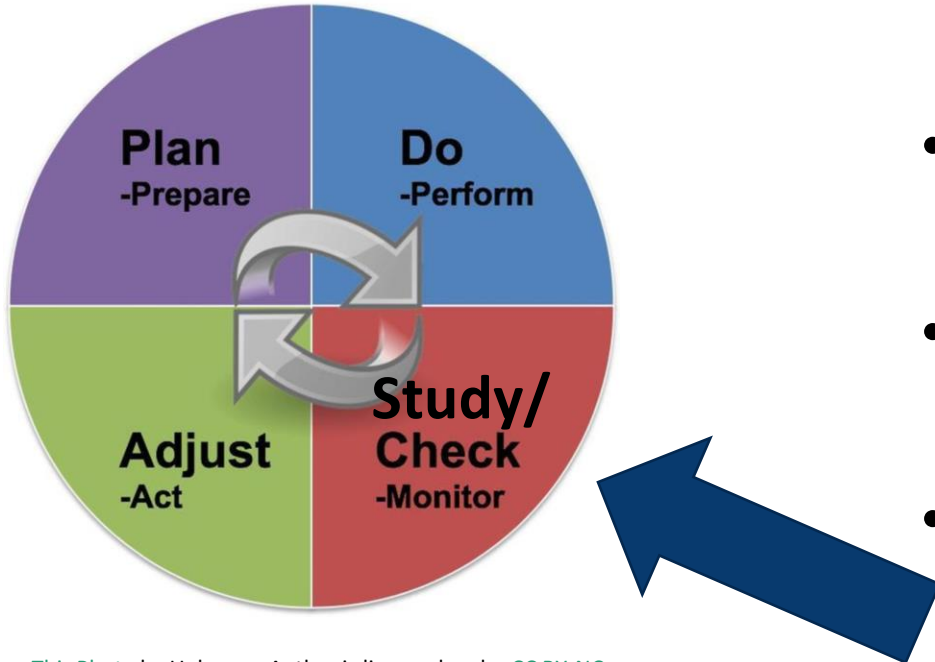 Plan
-Prepare
Do
-Perform
Study/
Check
-Monitor
Adjust
-Act